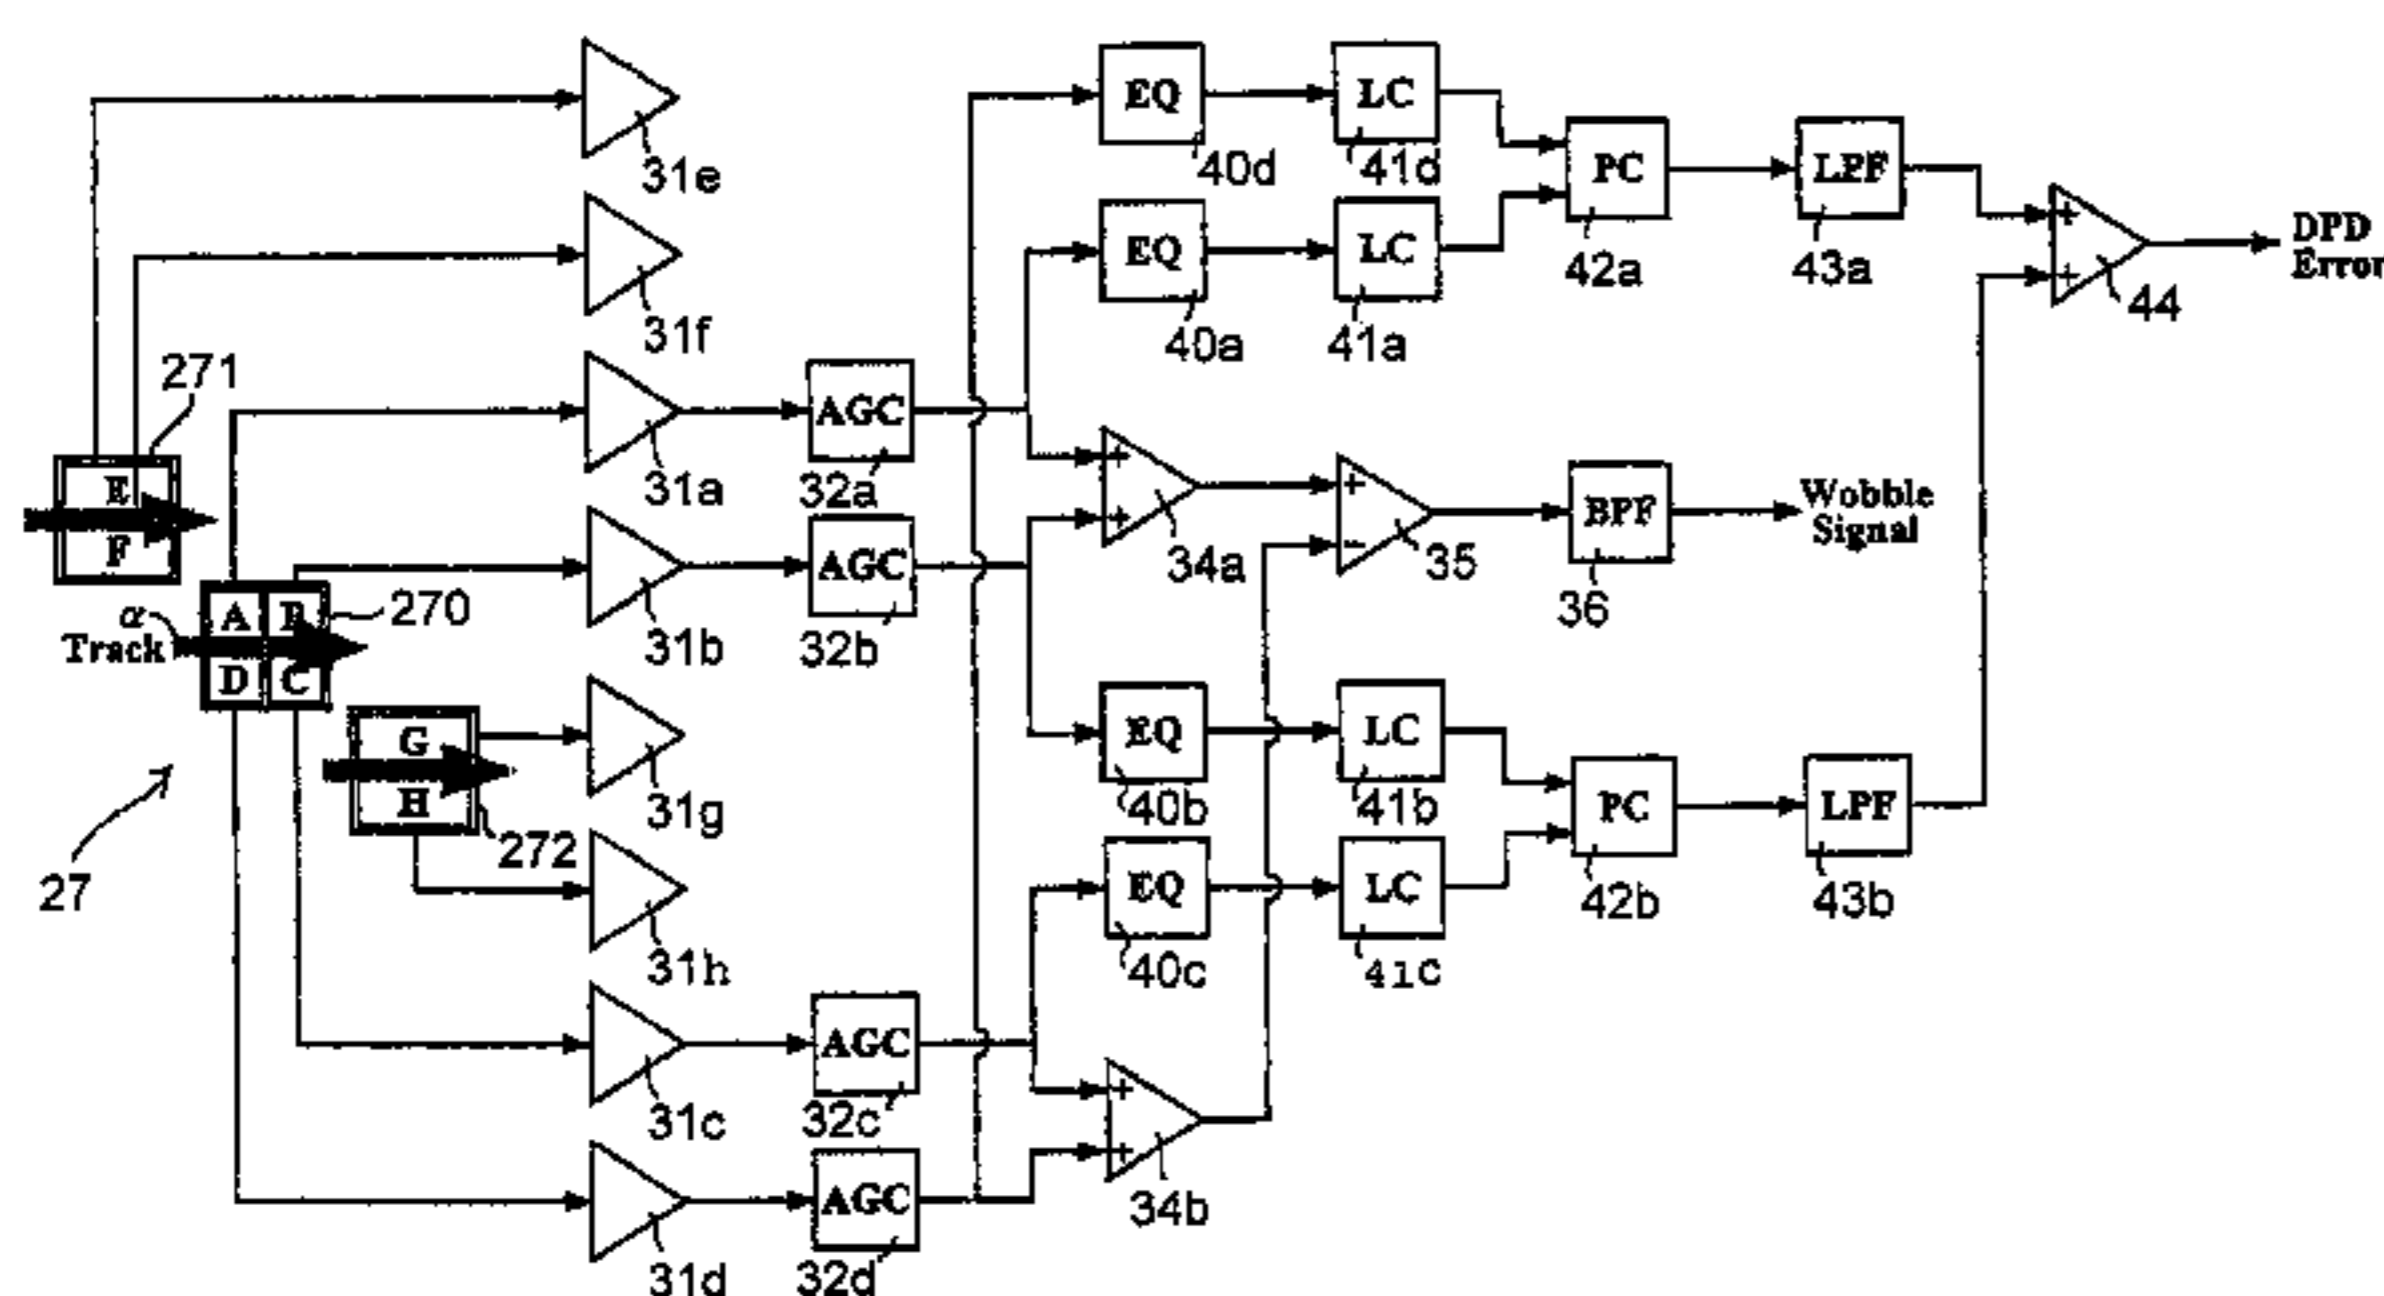 EQ
LC
31e
40d
41d
PC
LPF
+
DPD
Error
EQ
LC
42a
43a
+
44
31f
40a
41a
271
AGC
31a
32a
+
E
+
BPF
Wobble
Signal
F
+
34a
-
35
36
AGC
α
Track
A
B
270
31b
32b
D
C
G
EQ
LC
H
31g
40b
41b
PC
LPF
272
27
EQ
LC
42b
43b
31h
40c
41c
AGC
+
31c
32c
+
AGC
34b
31d
32d